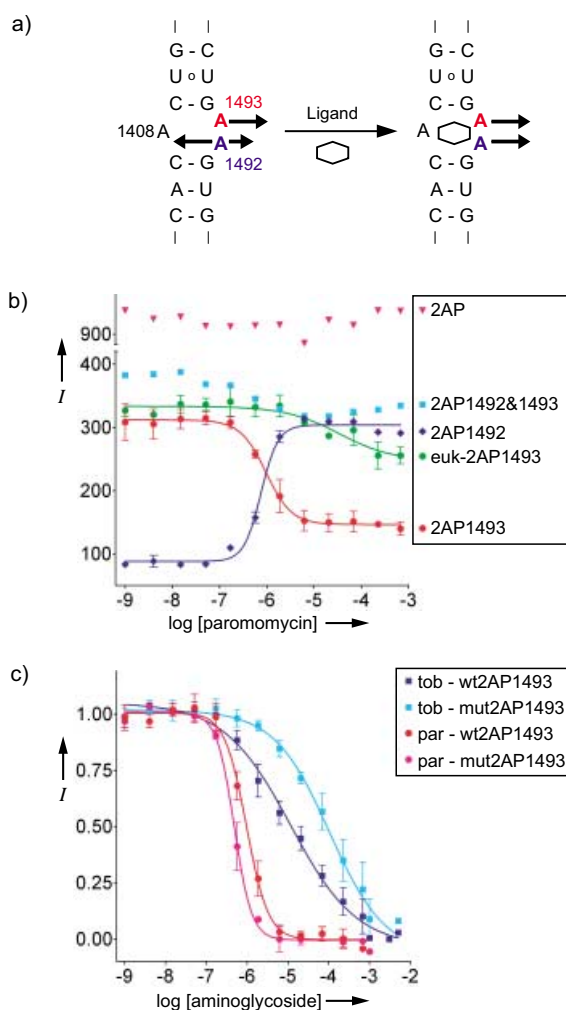 a)
G - C
U o U
C - G
1408 A
A 1493
A 1492
C - G
A - U
C - G
Ligand
G - C
U o U
C - G
A
A
A
C - G
A - U
C - G
b)
900
400
300
200
100
I
-9 -8 -7 -6 -5 -4 -3
log [paromomycin]
2AP
2AP1492&1493
2AP1492
euk-2AP1493
2AP1493
c)
1.00
0.75
0.50
0.25
0.00
I
-9 -8 -7 -6 -5 -4 -3 -2
log [aminoglycoside]
tob - wt2AP1493
tob - mut2AP1493
par - wt2AP1493
par - mut2AP1493